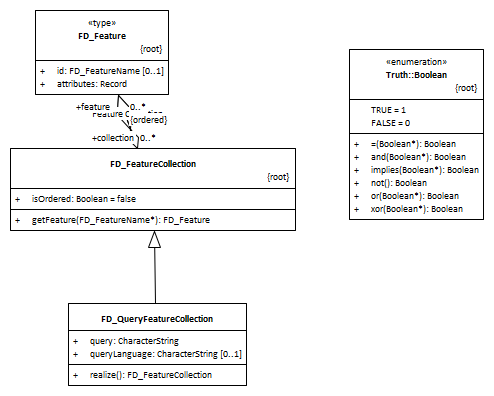 «type»
FD_Feature
{root}
+ id: FD_FeatureName [0..1]
+ attributes: Record
+feature 0..*
{ordered}
+collection 0..*
FD_FeatureCollection
{root}
+ isOrdered: Boolean = false
+ getFeature(FD_FeatureName*): FD_Feature
FD_QueryFeatureCollection
+ query: CharacterString
+ queryLanguage: CharacterString [0..1]
+ realize(): FD_FeatureCollection
«enumeration»
Truth::Boolean
{root}
TRUE = 1
FALSE = 0
+ =(Boolean*): Boolean
+ and(Boolean*): Boolean
+ implies(Boolean*): Boolean
+ not(): Boolean
+ or(Boolean*): Boolean
+ xor(Boolean*): Boolean